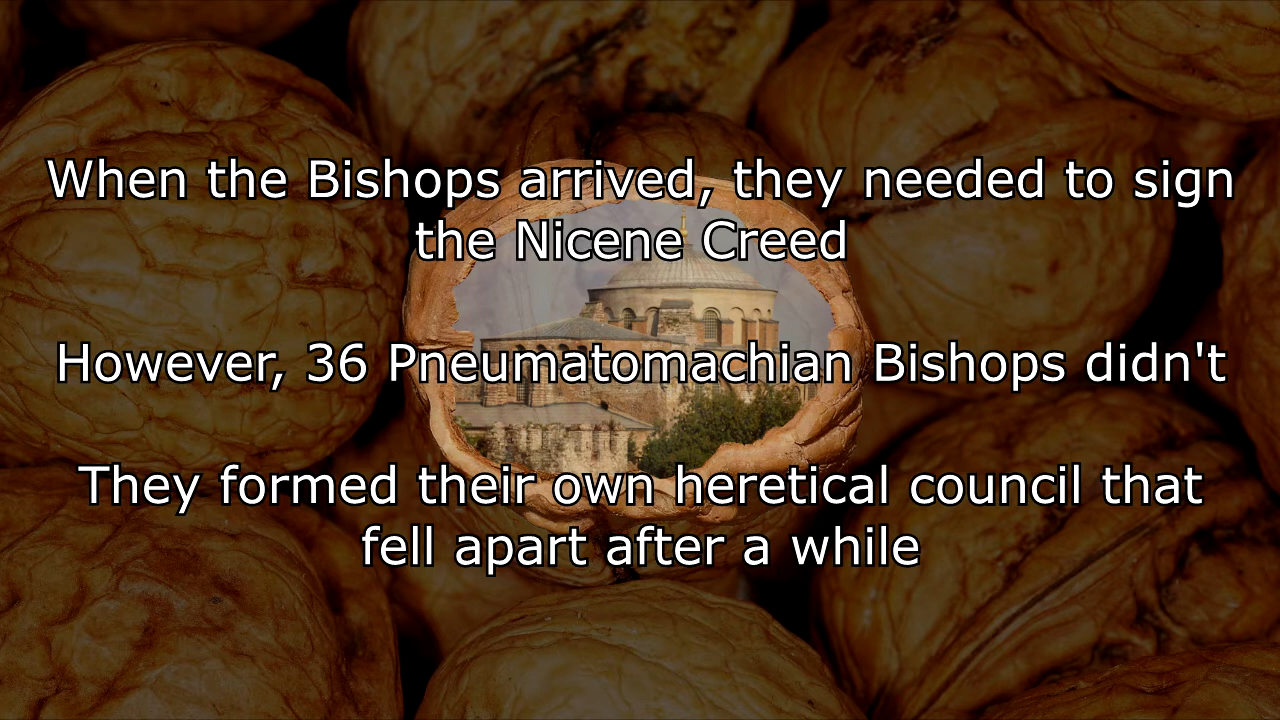 When the Bishops arrived, they needed to sign
the Nicene Creed
However, 36 Pneumatomachian Bishops didn't
They formed their own heretical council that
fell apart after a while